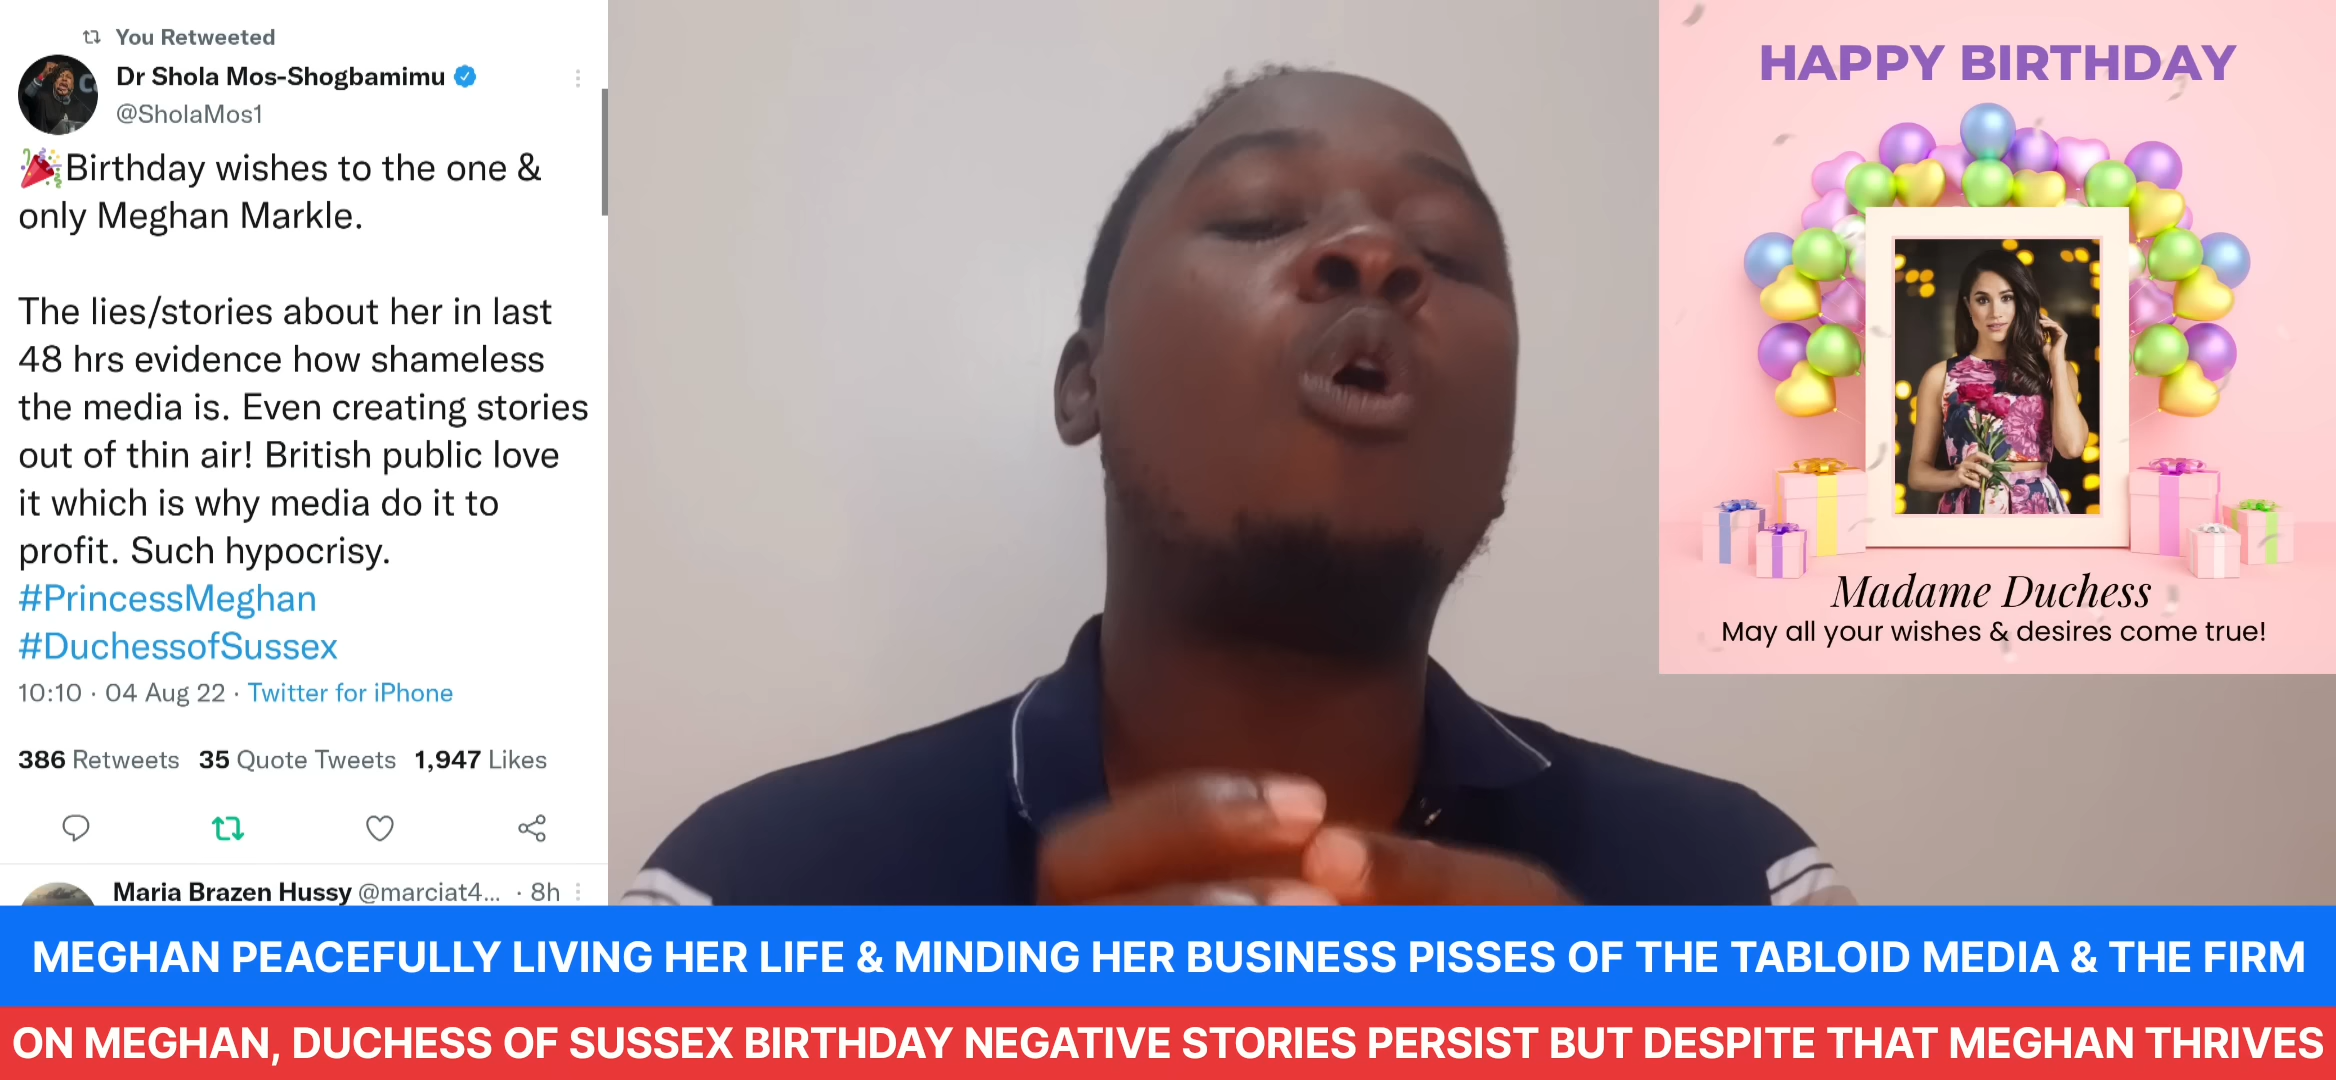 You Retweeted
Dr Shola Mos-Shogbamimu
@SholaMos1
🎉Birthday wishes to the one &
only Meghan Markle.
The lies/stories about her in last
48 hrs evidence how shameless
the media is. Even creating stories
out of thin air! British public love
it which is why media do it to
profit. Such hypocrisy.
#PrincessMeghan
#DuchessofSussex
10:10 · 04 Aug 22 · Twitter for iPhone
386 Retweets 35 Quote Tweets 1,947 Likes
Maria Brazen Hussy @marciat4... · 8h
HAPPY BIRTHDAY
Madame Duchess
May all your wishes & desires come true!
MEGHAN PEACEFULLY LIVING HER LIFE & MINDING HER BUSINESS PISSES OF THE TABLOID MEDIA & THE FIRM
ON MEGHAN, DUCHESS OF SUSSEX BIRTHDAY NEGATIVE STORIES PERSIST BUT DESPITE THAT MEGHAN THRIVES